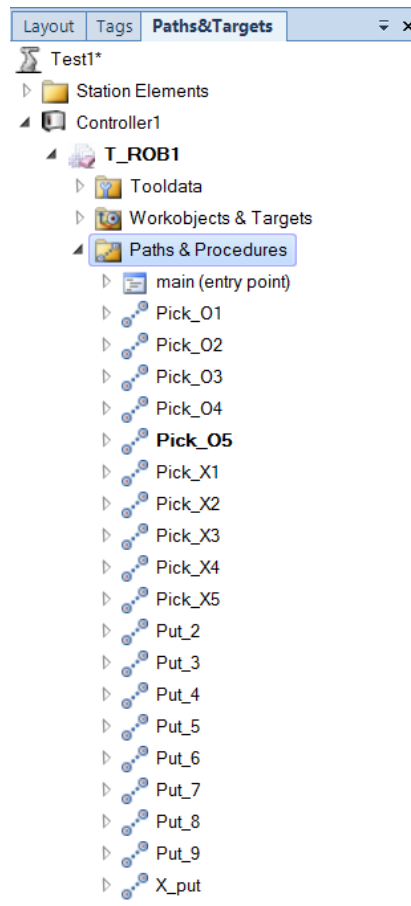 Layout Tags Paths&Targets
Test1*
Station Elements
Controller1
T_ROB1
Tooldata
Workobjects & Targets
Paths & Procedures
main (entry point)
Pick_O1
Pick_O2
Pick_O3
Pick_O4
Pick_O5
Pick_X1
Pick_X2
Pick_X3
Pick_X4
Pick_X5
Put_2
Put_3
Put_4
Put_5
Put_6
Put_7
Put_8
Put_9
X_put